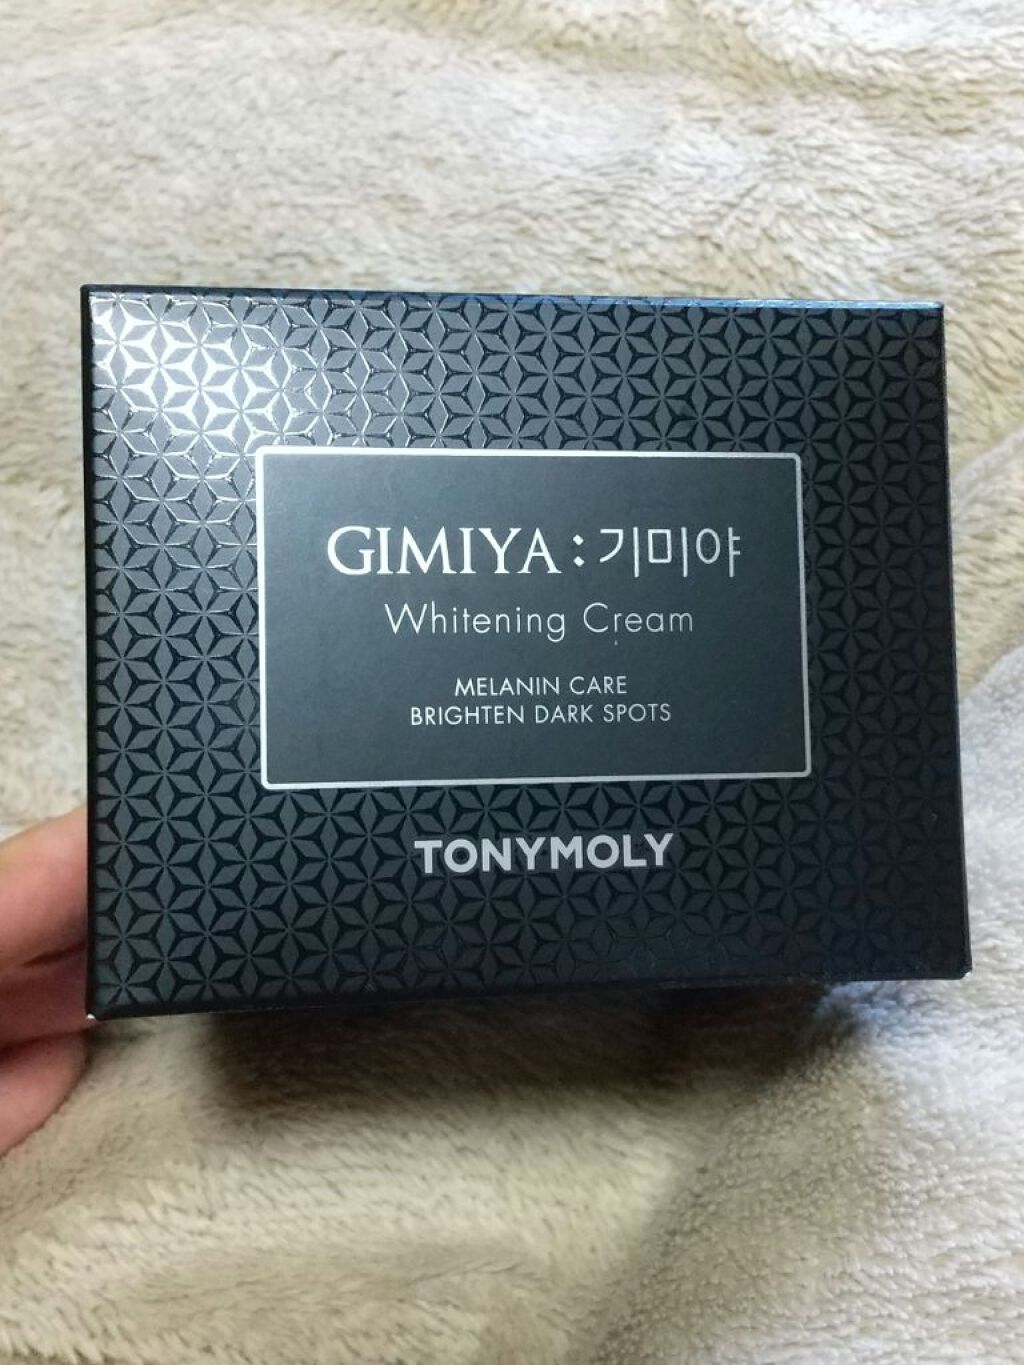 GIMIYA:기미야
Whitening Cream
MELANIN CARE
BRIGHTEN DARK SPOTS
TONYMOLY